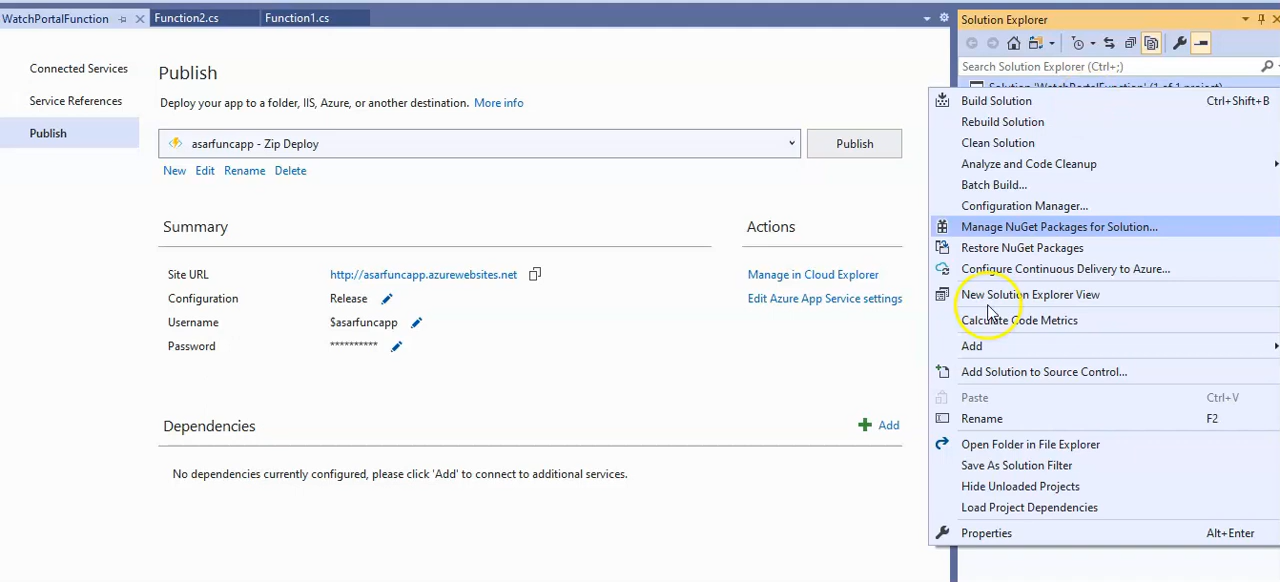 WatchPortalFunction
Function2.cs
Function1.cs
Connected Services
Service References
Publish
Publish
Deploy your app to a folder, IIS, Azure, or another destination. More info
asarfuncapp - Zip Deploy
Publish
New Edit Rename Delete
Summary
Site URL http://asarfuncapp.azurewebsites.net
Configuration Release
Username $asarfuncapp
Password **********
Actions
Manage in Cloud Explorer
Edit Azure App Service settings
Dependencies
Add
No dependencies currently configured, please click 'Add' to connect to additional services.
Solution Explorer
Search Solution Explorer (Ctrl+;)
Solution 'WatchPortalFunction' (1 of 1 project)
Build Solution Ctrl+Shift+B
Rebuild Solution
Clean Solution
Analyze and Code Cleanup
Batch Build...
Configuration Manager...
Manage NuGet Packages for Solution...
Restore NuGet Packages
Configure Continuous Delivery to Azure...
New Solution Explorer View
Calculate Code Metrics
Add
Add Solution to Source Control...
Paste Ctrl+V
Rename F2
Open Folder in File Explorer
Save As Solution Filter
Hide Unloaded Projects
Load Project Dependencies
Properties Alt+Enter